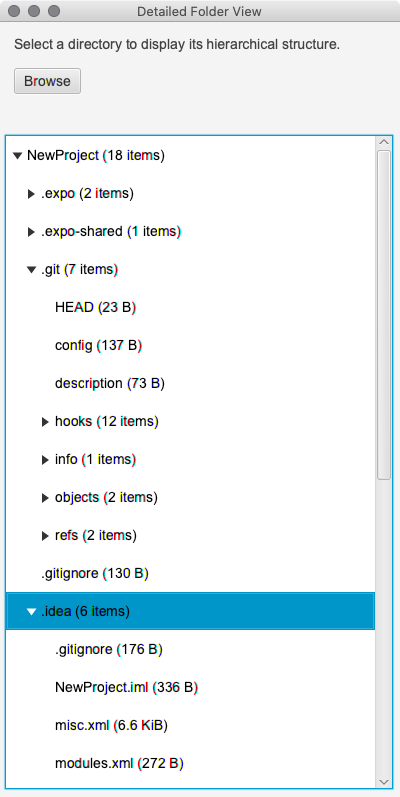 Detailed Folder View
Select a directory to display its hierarchical structure.
Browse
NewProject (18 items)
.expo (2 items)
.expo-shared (1 items)
.git (7 items)
HEAD (23 B)
config (137 B)
description (73 B)
hooks (12 items)
info (1 items)
objects (2 items)
refs (2 items)
.gitignore (130 B)
.idea (6 items)
.gitignore (176 B)
NewProject.iml (336 B)
misc.xml (6.6 KiB)
modules.xml (272 B)